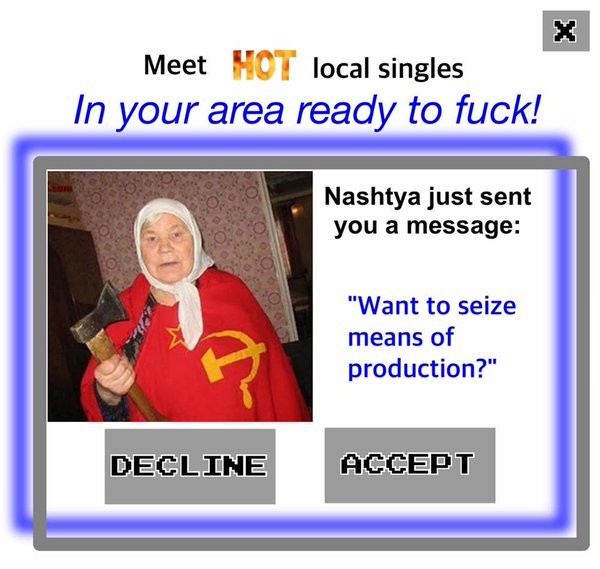 X
Meet HOT local singles
In your area ready to fuck!
Nashtya just sent
you a message:
"Want to seize
means of
production?"
DECLINE
ACCEPT